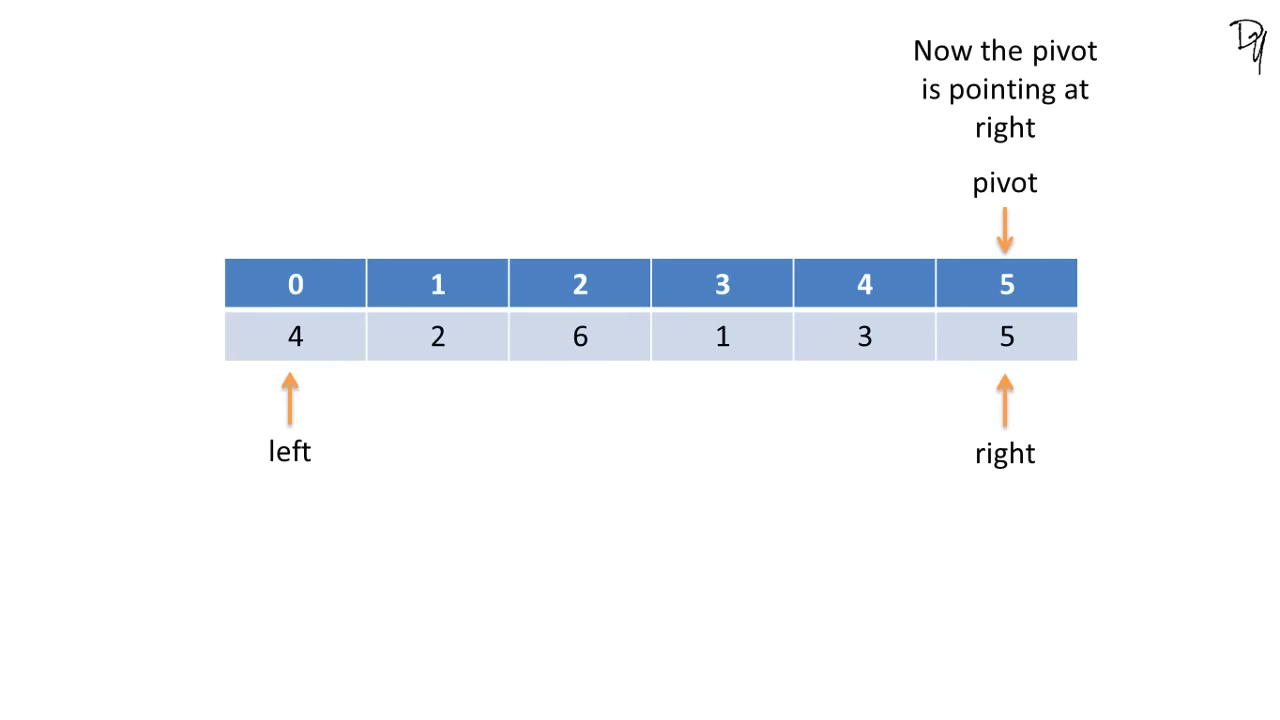 Now the pivot
is pointing at
right
pivot
0 1 2 3 4 5
4 2 6 1 3 5
left right